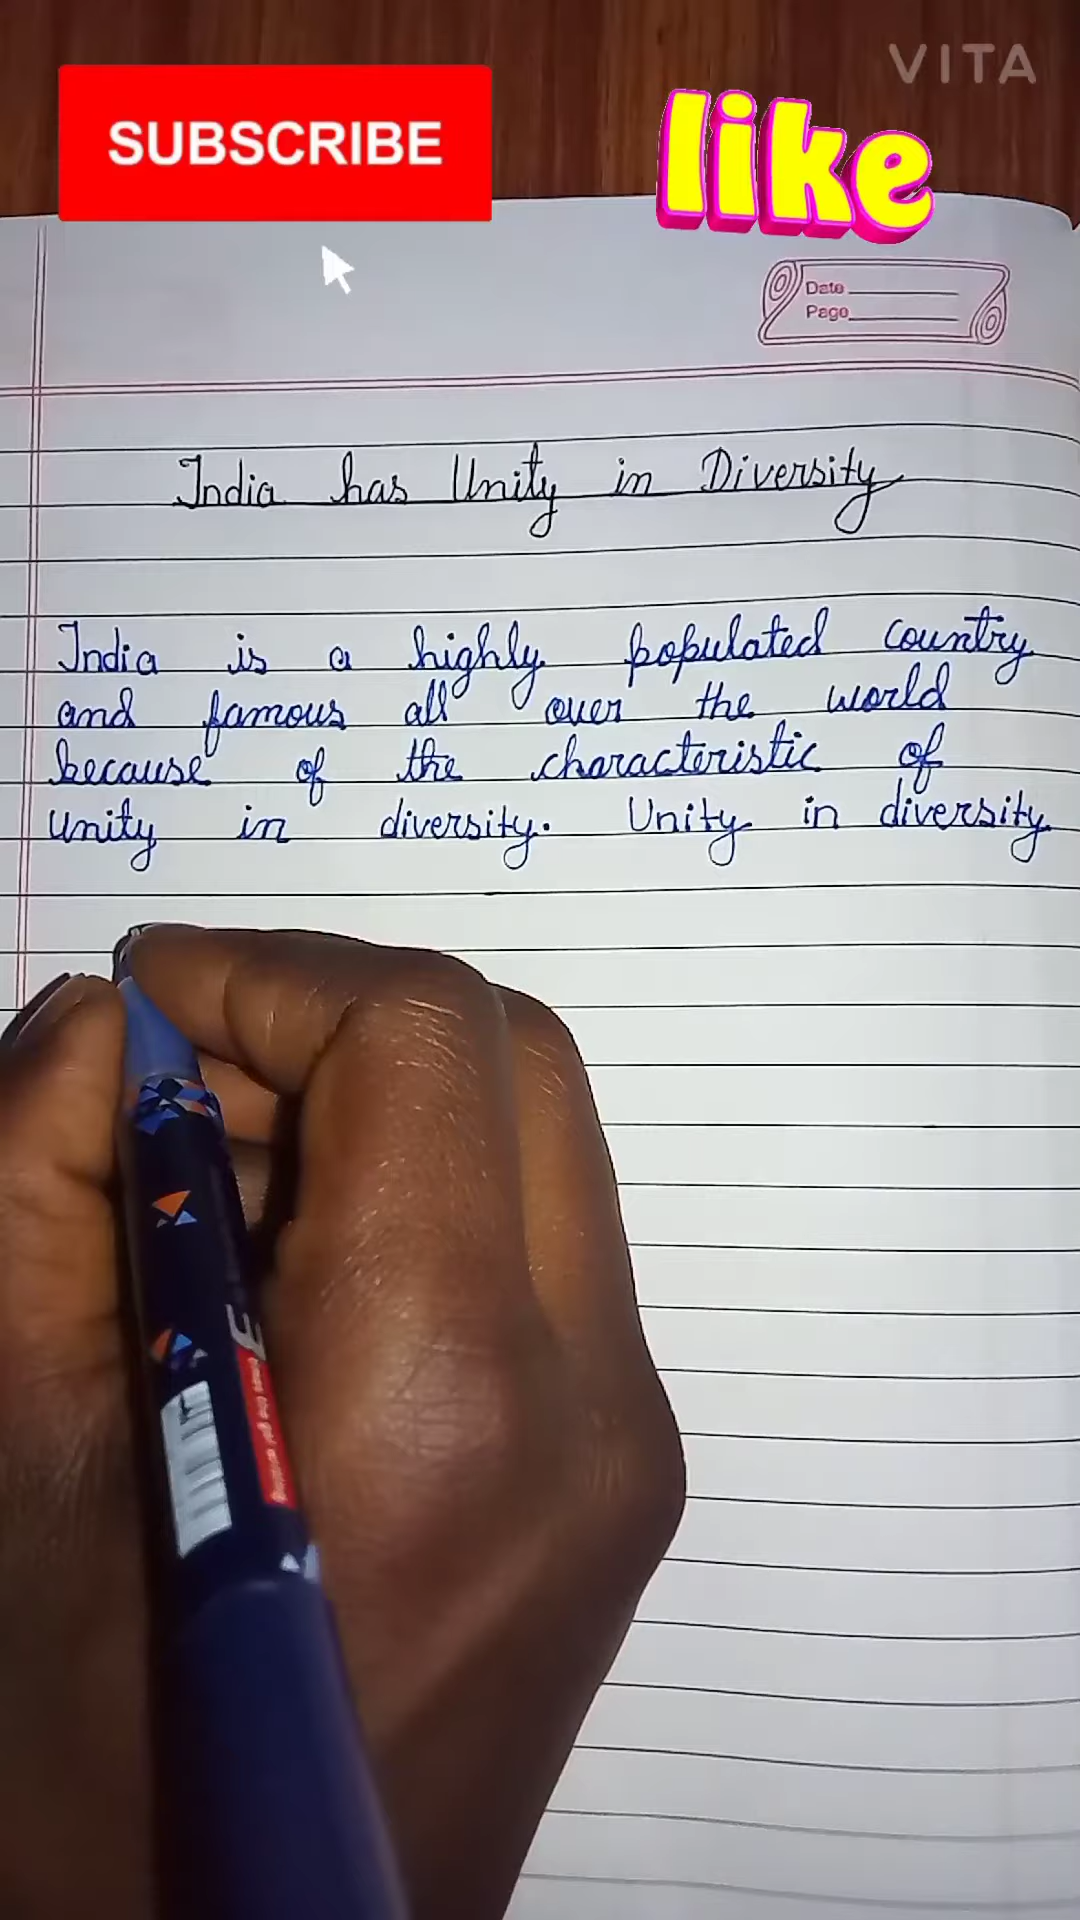 VITA
SUBSCRIBE
like
Date
Page
India has Unity in Diversity
India is a highly populated country
and famous all over the world
because of the characteristic of
unity in diversity. Unity in diversity